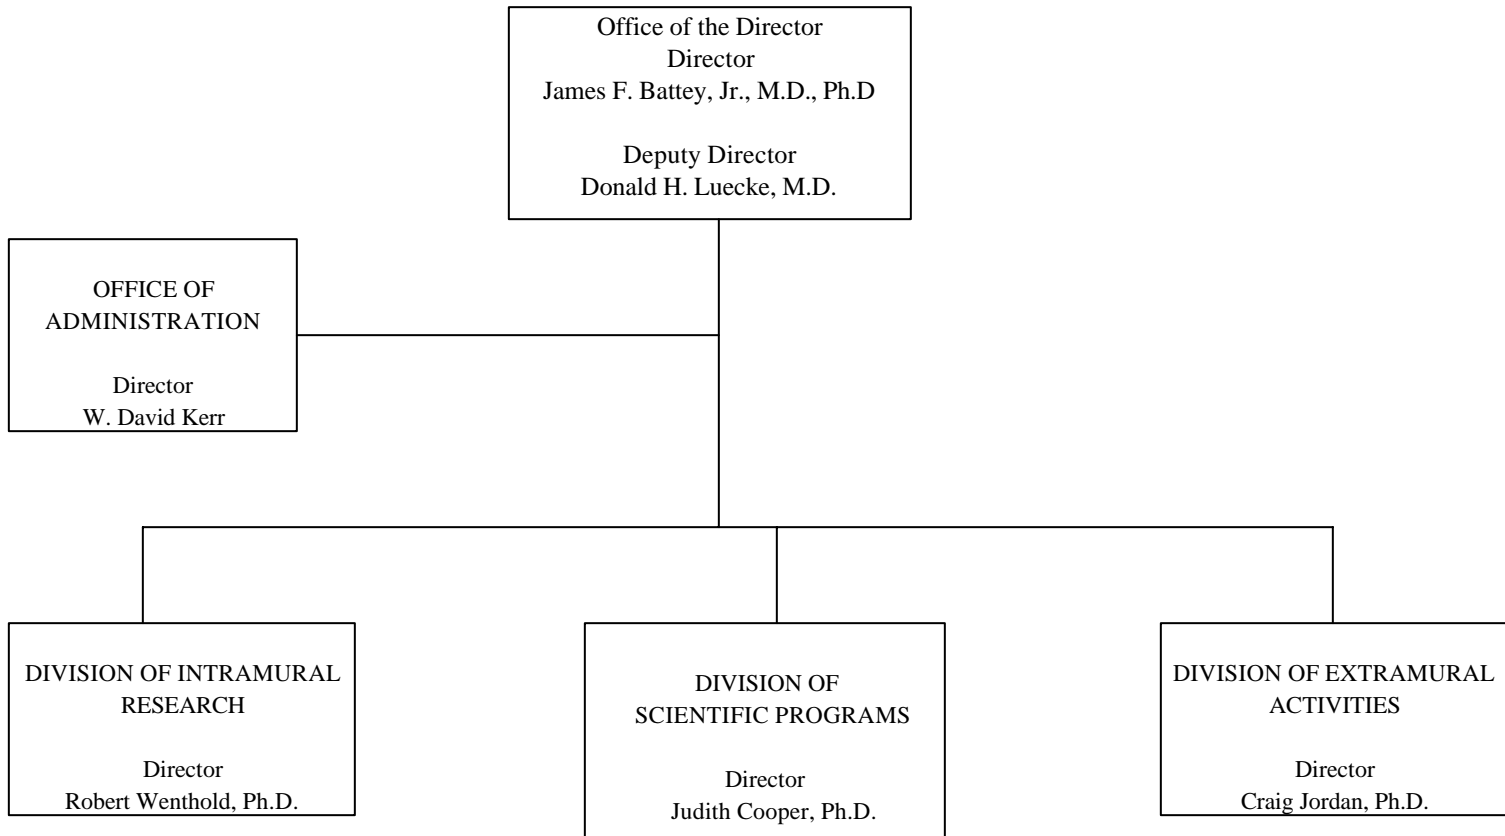 Office of the Director
Director
James F. Battey, Jr., M.D., Ph.D
Deputy Director
Donald H. Luecke, M.D.
OFFICE OF
ADMINISTRATION
Director
W. David Kerr
DIVISION OF INTRAMURAL
RESEARCH
Director
Robert Wenthold, Ph.D.
DIVISION OF
SCIENTIFIC PROGRAMS
Director
Judith Cooper, Ph.D.
DIVISION OF EXTRAMURAL
ACTIVITIES
Director
Craig Jordan, Ph.D.